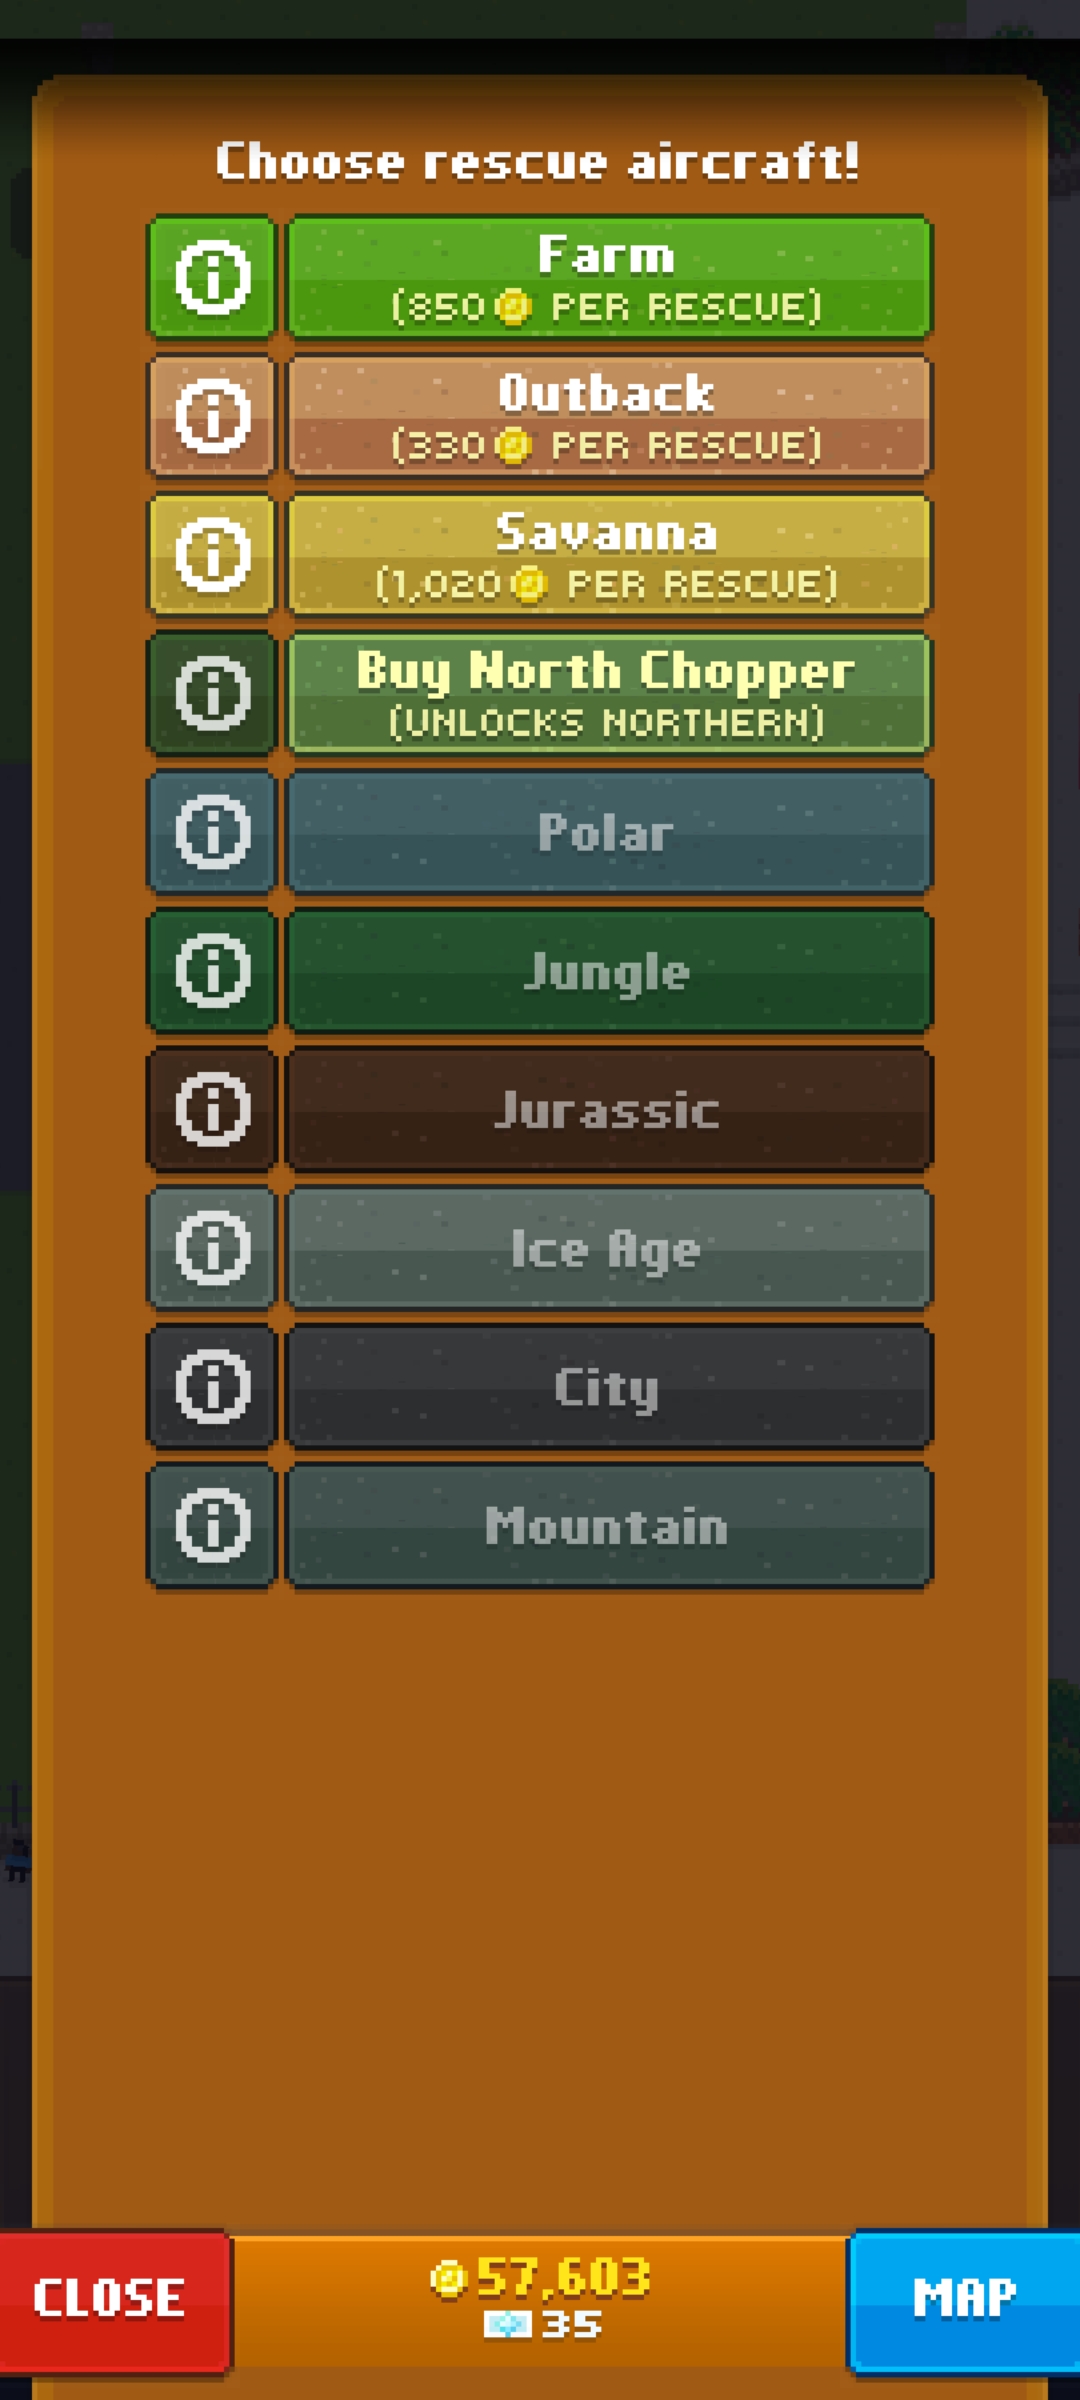 Choose rescue aircraft!
Farm
(850 PER RESCUE)
Outback
(330 PER RESCUE)
Savanna
(1,020 PER RESCUE)
Buy North Chopper
(UNLOCKS NORTHERN)
Polar
Jungle
Jurassic
Ice Age
City
Mountain
CLOSE
57,603
35
MAP